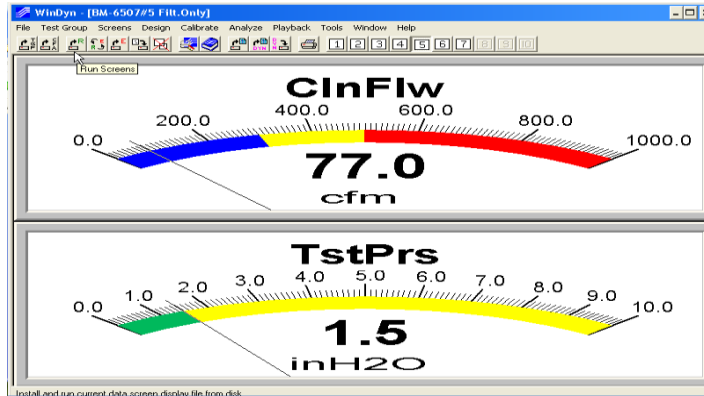 WinDyn - [BM-6507#5 Filt.Only]
File Test Group Screens Design Calibrate Analyze Playback Tools Window Help
1 2 3 4 5 6 7 8 9 10
Run Screens
ClnFlw
0.0 200.0 400.0 600.0 800.0 1000.0
77.0
cfm
TstPrs
0.0 1.0 2.0 3.0 4.0 5.0 6.0 7.0 8.0 9.0 10.0
1.5
inH2O
Install and run current data screen display file from disk